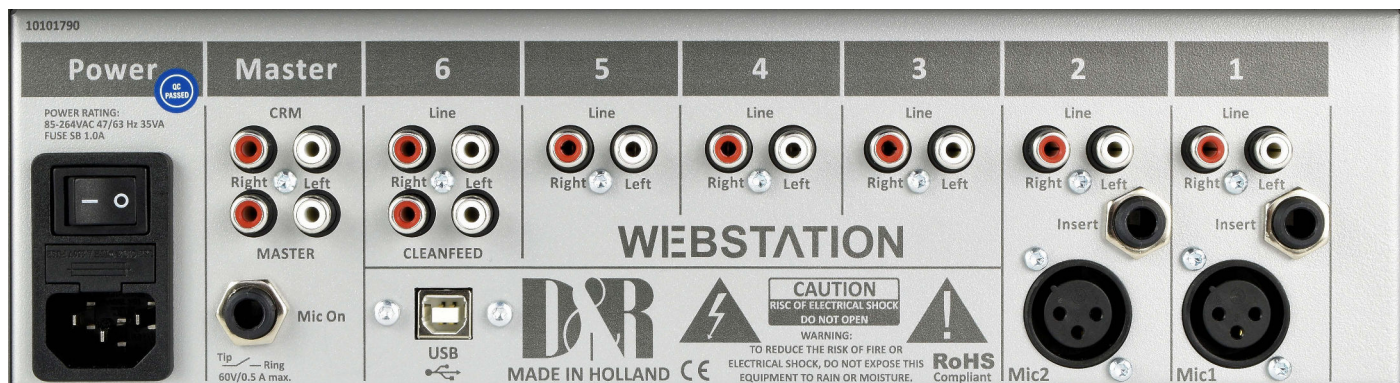 10101790
Power
QC
PASSED
POWER RATING:
85-264VAC 47/63 Hz 35VA
FUSE SB 1.0A
Master
CRM
Right Left
MASTER
Mic On
Tip Ring
60V/0.5 A max.
6
Line
Right Left
CLEANFEED
USB
5
Line
Right Left
4
Line
Right Left
3
Line
Right Left
WEBSTATION
D&R
MADE IN HOLLAND
CE
CAUTION
RISC OF ELECTRICAL SHOCK
DO NOT OPEN
WARNING:
TO REDUCE THE RISK OF FIRE OR
ELECTRICAL SHOCK, DO NOT EXPOSE THIS
EQUIPMENT TO RAIN OR MOISTURE.
RoHS
Compliant
2
Line
Right Left
Insert
Mic2
1
Line
Right Left
Insert
Mic1